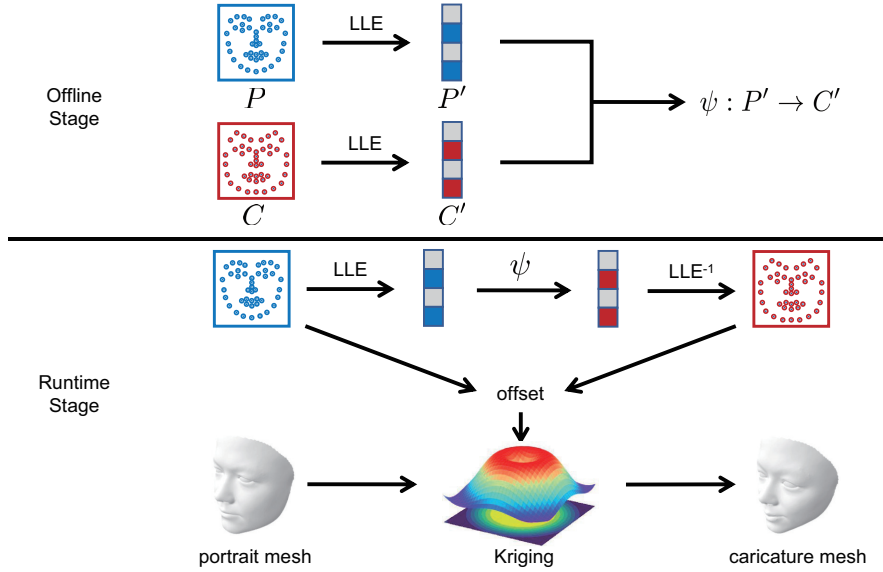 LLE
P
P′
Offline
Stage
ψ : P′ → C′
LLE
C
C′
LLE
ψ
LLE-1
Runtime
Stage
offset
portrait mesh
Kriging
caricature mesh